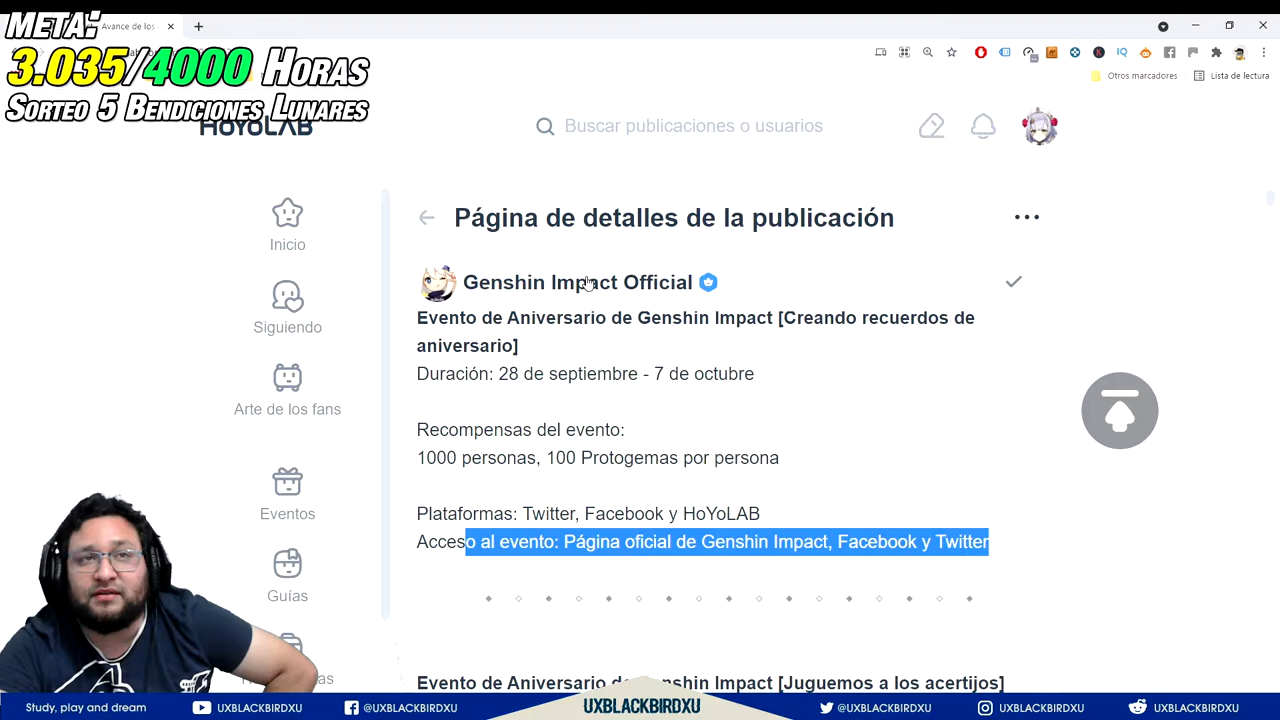 META:
3.035/4000 HORAS
SORTEO 5 BENDICIONES LUNARES
Avance de los
Otros marcadores
Lista de lectura
HOYOLAB
Buscar publicaciones o usuarios
Inicio
Siguiendo
Arte de los fans
Eventos
Guías
Página de detalles de la publicación
Genshin Impact Official
Evento de Aniversario de Genshin Impact [Creando recuerdos de
aniversario]
Duración: 28 de septiembre - 7 de octubre
Recompensas del evento:
1000 personas, 100 Protogemas por persona
Plataformas: Twitter, Facebook y HoYoLAB
Acceso al evento: Página oficial de Genshin Impact, Facebook y Twitter
Evento de Aniversario de Genshin Impact [Juguemos a los acertijos]
Study, play and dream
UXBLACKBIRDXU
@UXBLACKBIRDXU
UXBLACKBIRDXU
@UXBLACKBIRDXU
UXBLACKBIRDXU
UXBLACKBIRDXU